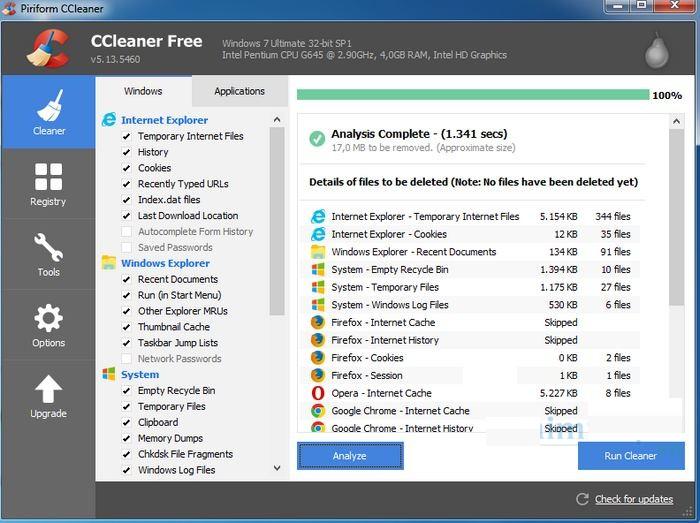 Piriform CCleaner
CCleaner Free
v5.13.5460
Windows 7 Ultimate 32-bit SP1
Intel Pentium CPU G645 @ 2.90GHz, 4,0GB RAM, Intel HD Graphics
Cleaner
Registry
Tools
Options
Upgrade
Windows
Applications
Internet Explorer
Temporary Internet Files
History
Cookies
Recently Typed URLs
Index.dat files
Last Download Location
Autocomplete Form History
Saved Passwords
Windows Explorer
Recent Documents
Run (in Start Menu)
Other Explorer MRUs
Thumbnail Cache
Taskbar Jump Lists
Network Passwords
System
Empty Recycle Bin
Temporary Files
Clipboard
Memory Dumps
Chkdsk File Fragments
Windows Log Files
100%
Analysis Complete - (1.341 secs)
17,0 MB to be removed. (Approximate size)
Details of files to be deleted (Note: No files have been deleted yet)
Internet Explorer - Temporary Internet Files 5.154 KB 344 files
Internet Explorer - Cookies 12 KB 35 files
Windows Explorer - Recent Documents 134 KB 91 files
System - Empty Recycle Bin 1.394 KB 10 files
System - Temporary Files 1.175 KB 27 files
System - Windows Log Files 530 KB 6 files
Firefox - Internet Cache Skipped
Firefox - Internet History Skipped
Firefox - Cookies 0 KB 2 files
Firefox - Session 1 KB 1 files
Opera - Internet Cache 5.227 KB 8 files
Google Chrome - Internet Cache Skipped
Google Chrome - Internet History Skipped
Analyze
Run Cleaner
Check for updates